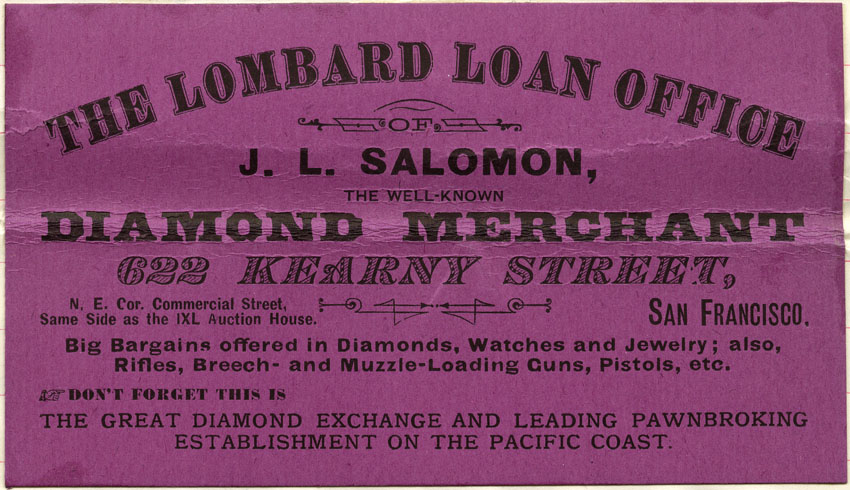 THE LOMBARD LOAN OFFICE
OF
J. L. SALOMON,
THE WELL-KNOWN
DIAMOND MERCHANT
622 KEARNY STREET,
N. E. Cor. Commercial Street,
Same Side as the IXL Auction House.
SAN FRANCISCO.
Big Bargains offered in Diamonds, Watches and Jewelry; also,
Rifles, Breech- and Muzzle-Loading Guns, Pistols, etc.
☞ DON'T FORGET THIS IS
THE GREAT DIAMOND EXCHANGE AND LEADING PAWNBROKING
ESTABLISHMENT ON THE PACIFIC COAST.